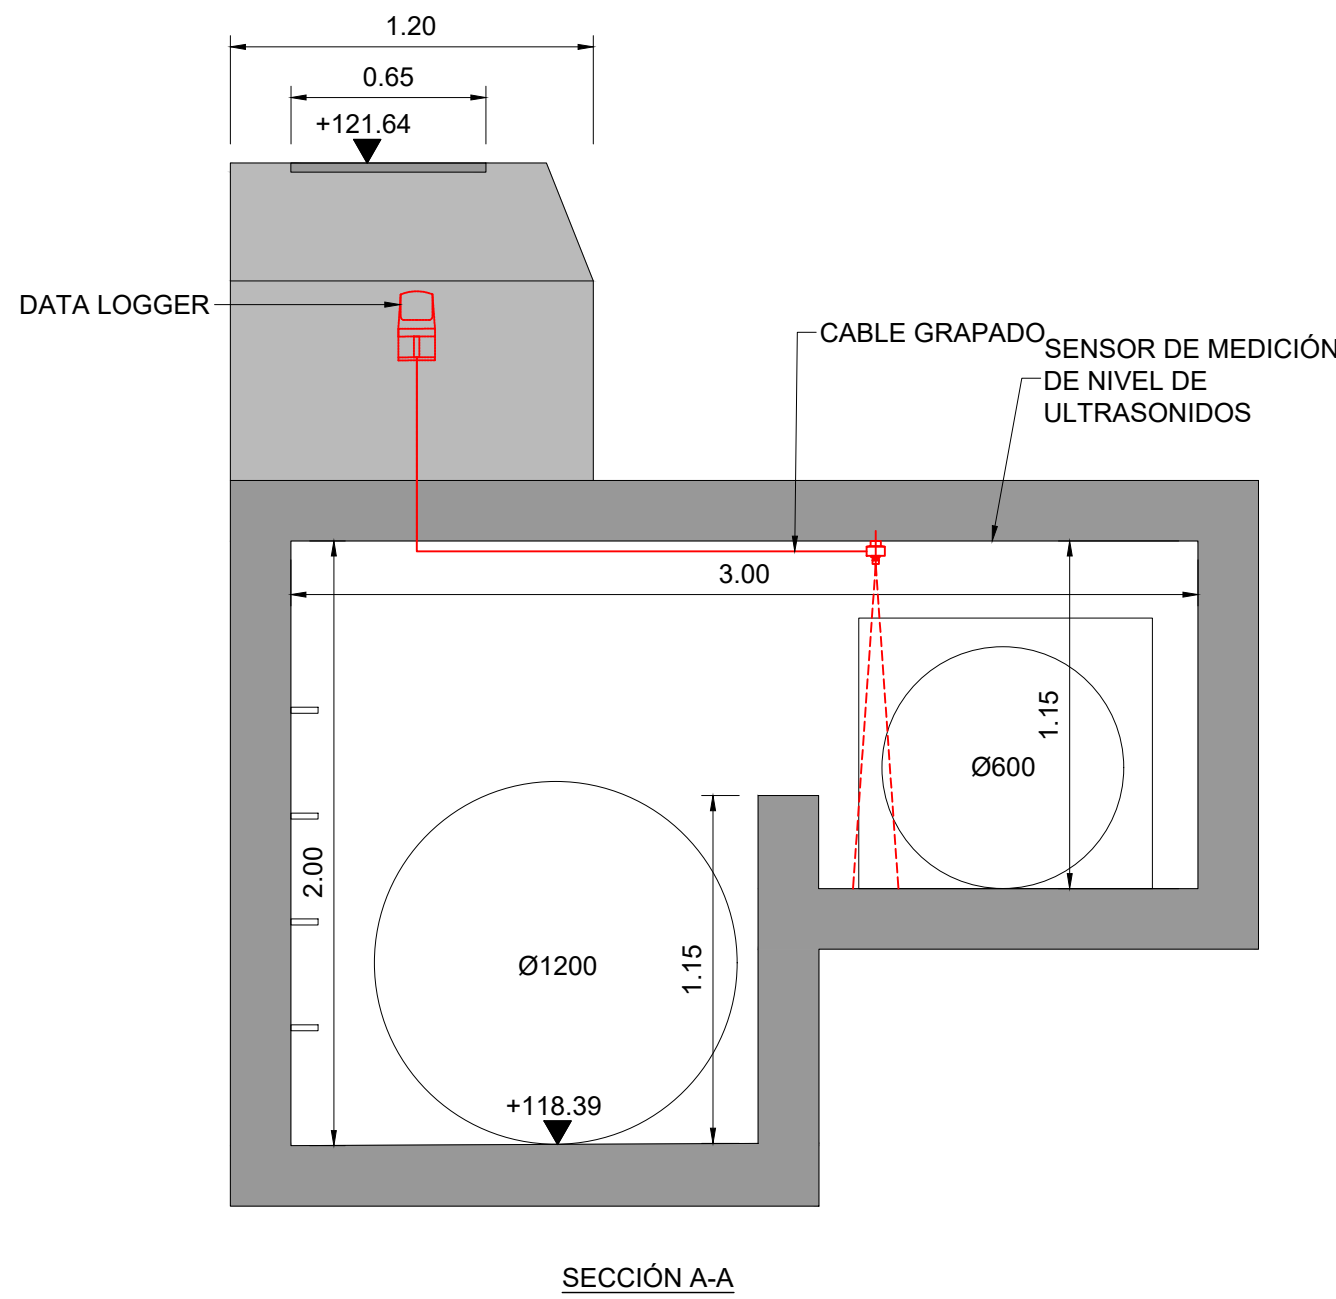 1.20
0.65
+121.64
DATA LOGGER
CABLE GRAPADO
SENSOR DE MEDICIÓN
DE NIVEL DE
ULTRASONIDOS
3.00
1.15
Ø600
2.00
1.15
Ø1200
+118.39
SECCIÓN A-A